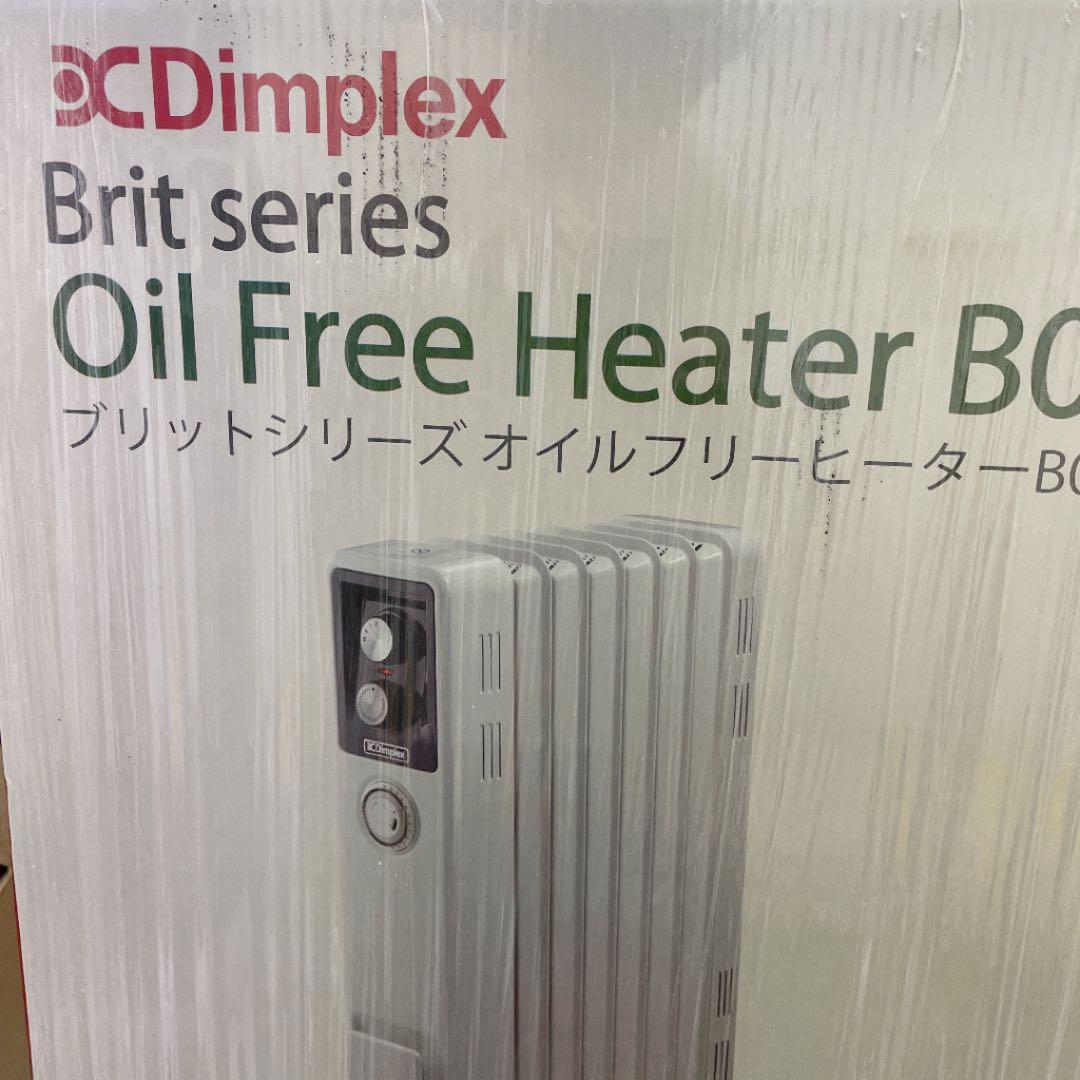 Dimplex
Brit series
Oil Free Heater B0
ブリットシリーズ オイルフリーヒーターB0
Dimplex